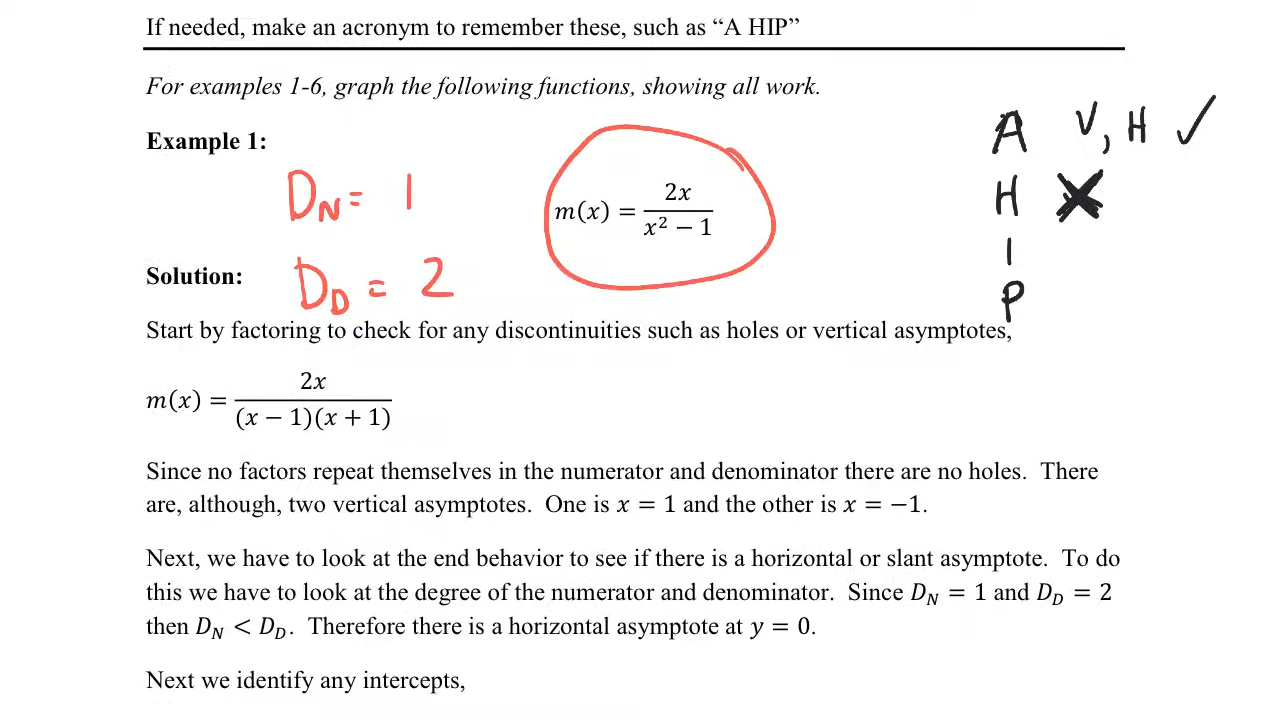 If needed, make an acronym to remember these, such as “A HIP”
For examples 1-6, graph the following functions, showing all work.
Example 1:
D_N = 1
m(x) = 2x / (x² − 1)
A V, H ✓
H X
I
P
Solution:
D_D = 2
Start by factoring to check for any discontinuities such as holes or vertical asymptotes,
m(x) = 2x / ((x − 1)(x + 1))
Since no factors repeat themselves in the numerator and denominator there are no holes. There
are, although, two vertical asymptotes. One is x = 1 and the other is x = −1.
Next, we have to look at the end behavior to see if there is a horizontal or slant asymptote. To do
this we have to look at the degree of the numerator and denominator. Since D_N = 1 and D_D = 2
then D_N < D_D. Therefore there is a horizontal asymptote at y = 0.
Next we identify any intercepts,